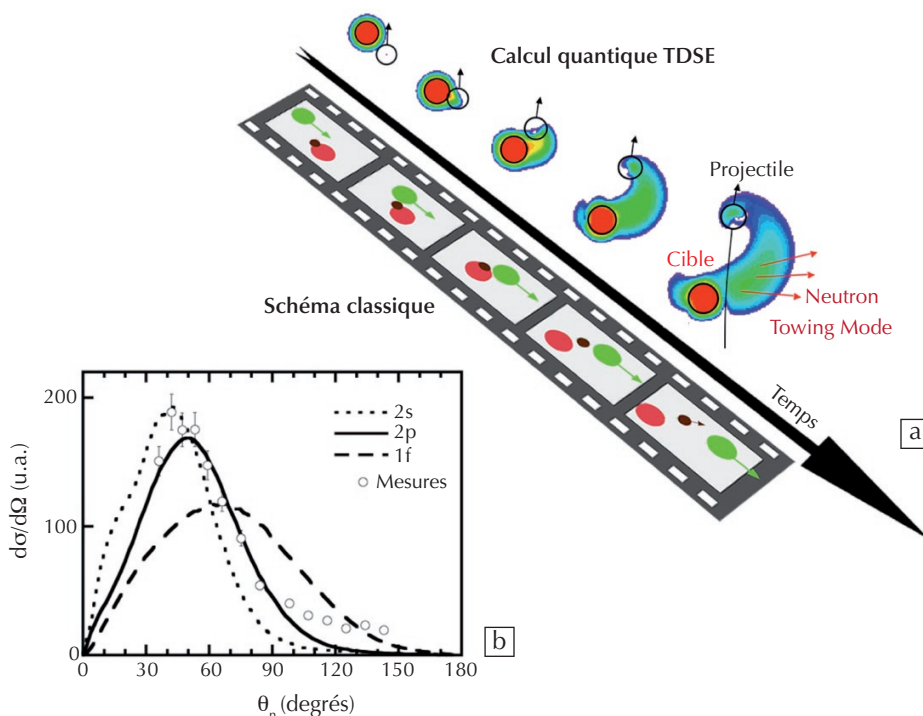 Calcul quantique TDSE
Projectile
Cible
Neutron
Towing Mode
Schéma classique
Temps
a
200
100
0
dσ/dΩ (u.a.)
2s
2p
1f
Mesures
b
0 30 60 90 120 150 180
θn (degrés)